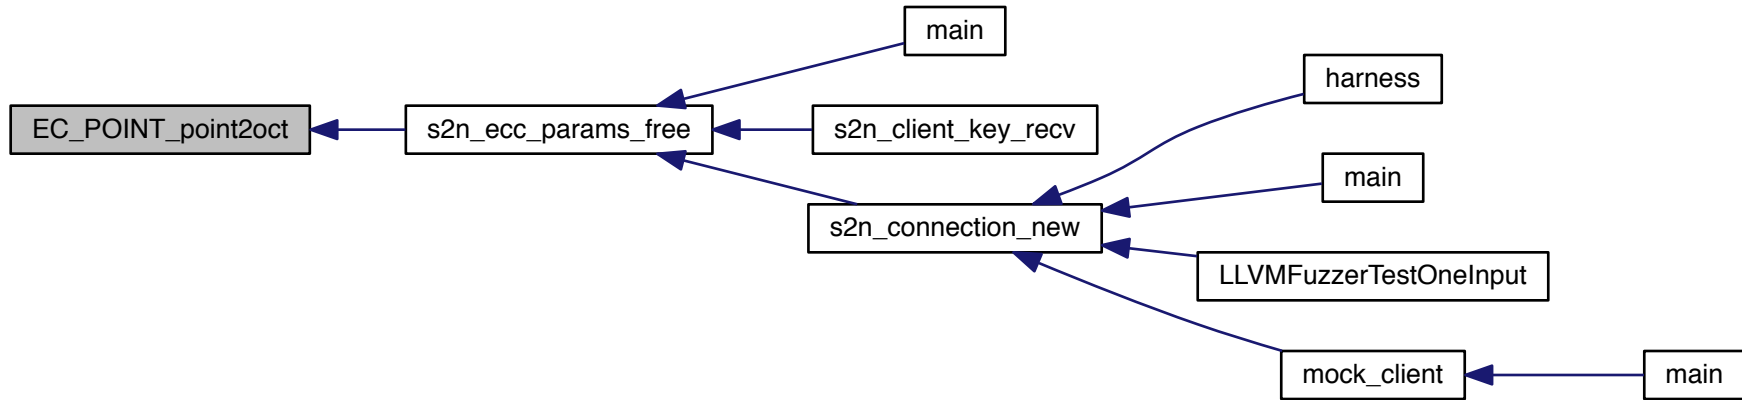 main
harness
EC_POINT_point2oct
s2n_ecc_params_free
s2n_client_key_recv
main
s2n_connection_new
LLVMFuzzerTestOneInput
mock_client
main